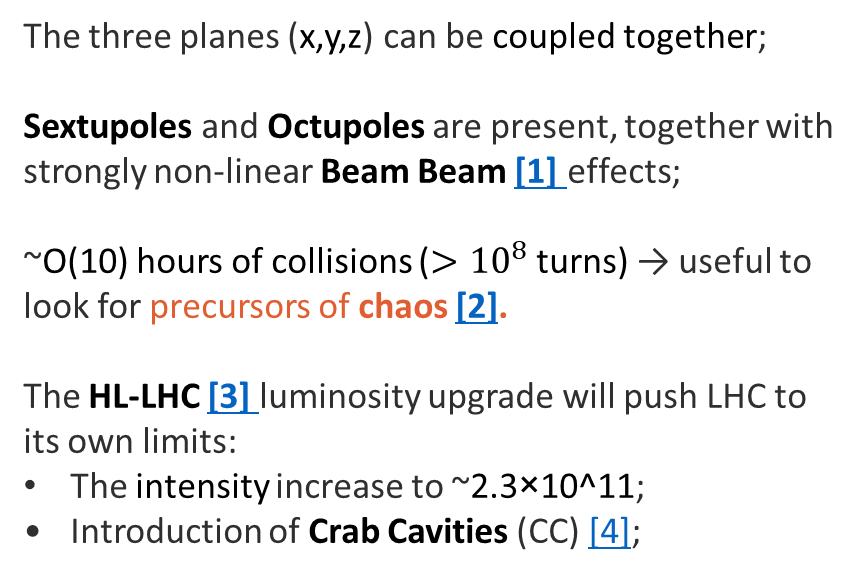 The three planes (x,y,z) can be coupled together;
Sextupoles and Octupoles are present, together with
strongly non-linear Beam Beam [1] effects;
~O(10) hours of collisions (> 10⁸ turns) → useful to
look for precursors of chaos [2].
The HL-LHC [3] luminosity upgrade will push LHC to
its own limits:
• The intensity increase to ~2.3×10^11;
• Introduction of Crab Cavities (CC) [4];